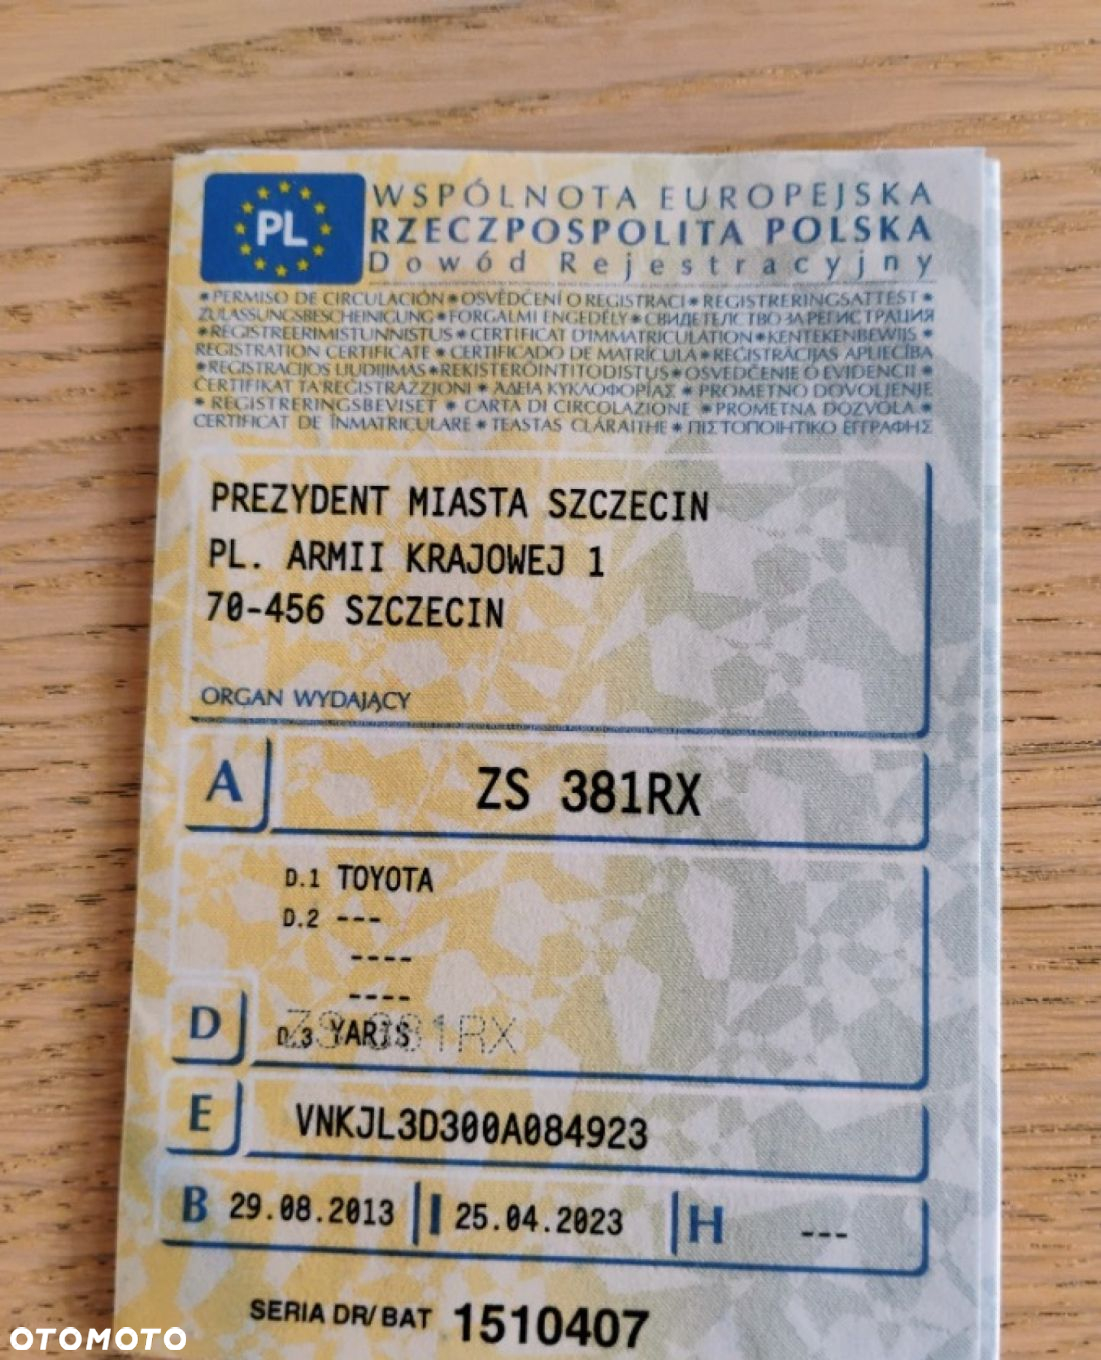 PL
WSPÓLNOTA EUROPEJSKA
RZECZPOSPOLITA POLSKA
Dowód Rejestracyjny
* PERMISO DE CIRCULACIÓN * OSVĚDČENÍ O REGISTRACI * REGISTRERINGSATTEST *
ZULASSUNGSBESCHEINIGUNG * FORGALMI ENGEDÉLY * СВИДЕТЕЛСТВО ЗА РЕГИСТРАЦИЯ
* REGISTREERIMISTUNNISTUS * CERTIFICAT D'IMMATRICULATION * KENTEKENBEWIJS *
REGISTRATION CERTIFICATE * CERTIFICADO DE MATRÍCULA * REĢISTRĀCIJAS APLIECĪBA
* REGISTRACIJOS LIUDIJIMAS * REKISTERÖINTITODISTUS * OSVEDČENIE O EVIDENCII *
ĊERTIFIKAT TA' REĠISTRAZZJONI * ΑΔΕΙΑ ΚΥΚΛΟΦΟΡΙΑΣ * PROMETNO DOVOLJENJE
* REGISTRERINGSBEVISET * CARTA DI CIRCOLAZIONE * PROMETNA DOZVOLA *
CERTIFICAT DE ÎNMATRICULARE * TEASTAS CLÁRAITHE * ΠΙΣΤΟΠΟΙΗΤΙΚΟ ΕΓΓΡΑΦΗΣ
PREZYDENT MIASTA SZCZECIN
PL. ARMII KRAJOWEJ 1
70-456 SZCZECIN
ORGAN WYDAJĄCY
A ZS 381RX
D.1 TOYOTA
D.2 ---
----
----
D D.3 YARIS
ZS 381RX
E VNKJL3D300A084923
B 29.08.2013 I 25.04.2023 H ---
SERIA DR/BAT 1510407
OTOMOTO